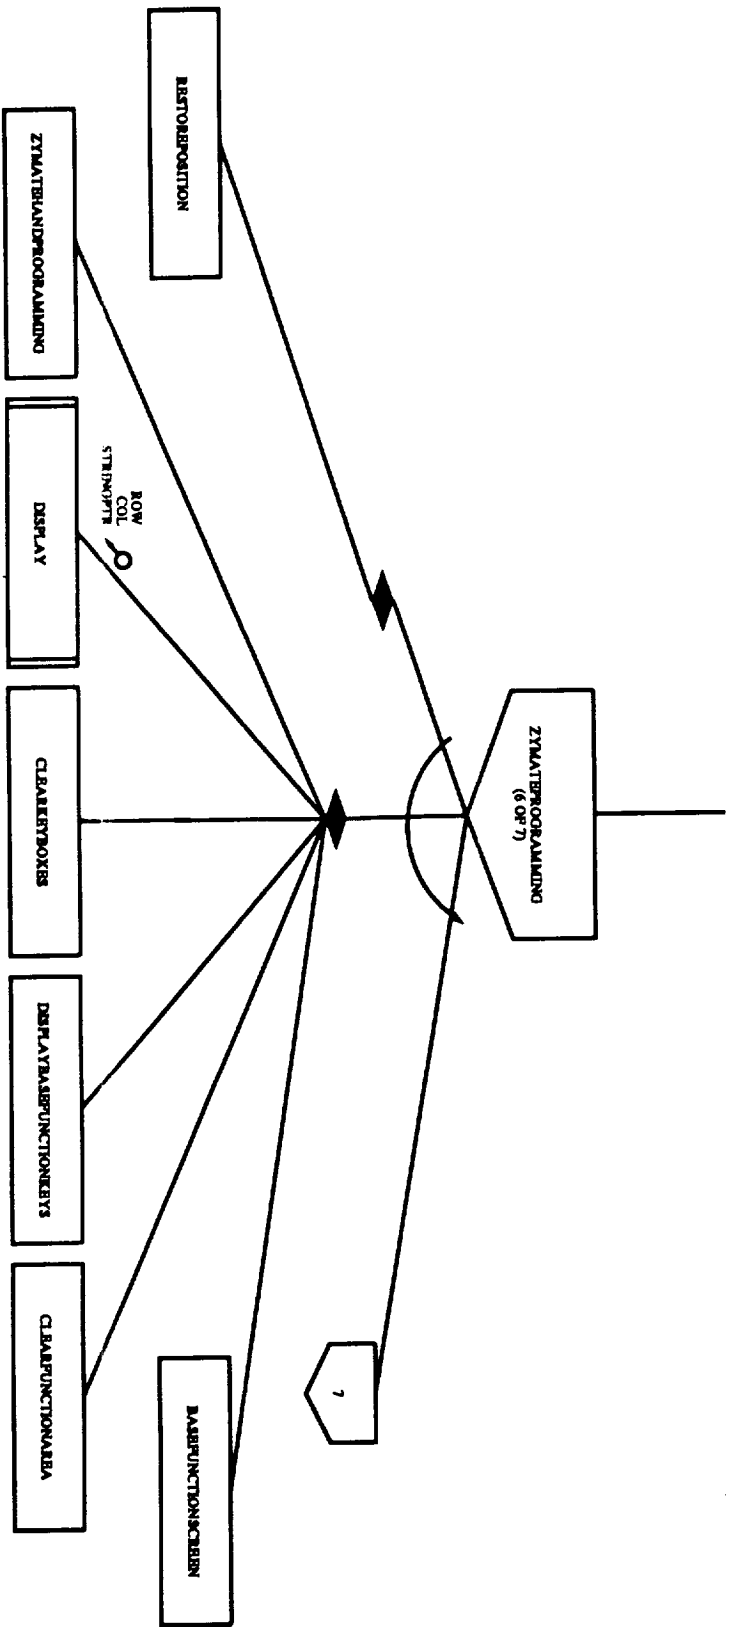 ZYMATEPROGRAMMING
(6 OF 7)
7
RESTOREPOSITION
BASEFUNCTIONSCREEN
ROW
COL
STRINGPTR
ZYMATEHANDPROGRAMMING
DISPLAY
CLEARKEYBOXES
DISPLAYBASEFUNCTIONKEYS
CLEARFUNCTIONAREA